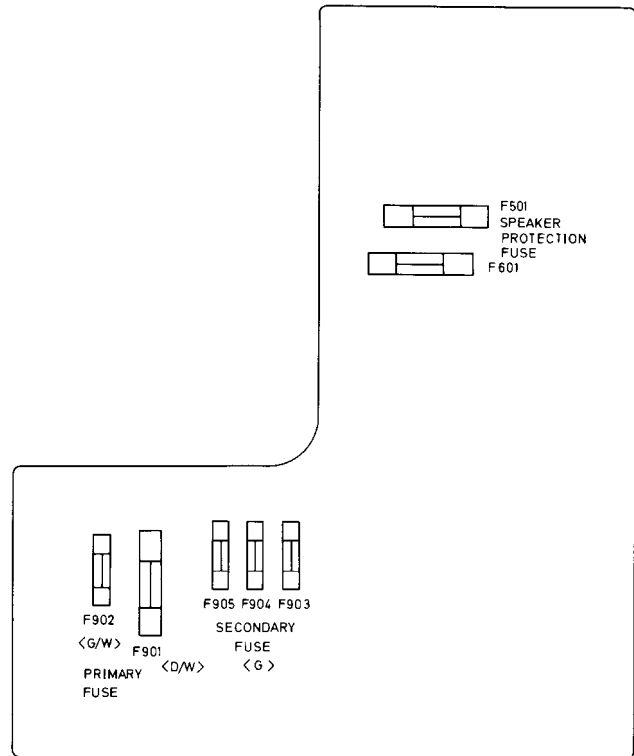 F501
SPEAKER
PROTECTION
FUSE
F601
F905 F904 F903
F902
SECONDARY
FUSE
<G>
<G/W>
F901
<D/W>
PRIMARY
FUSE